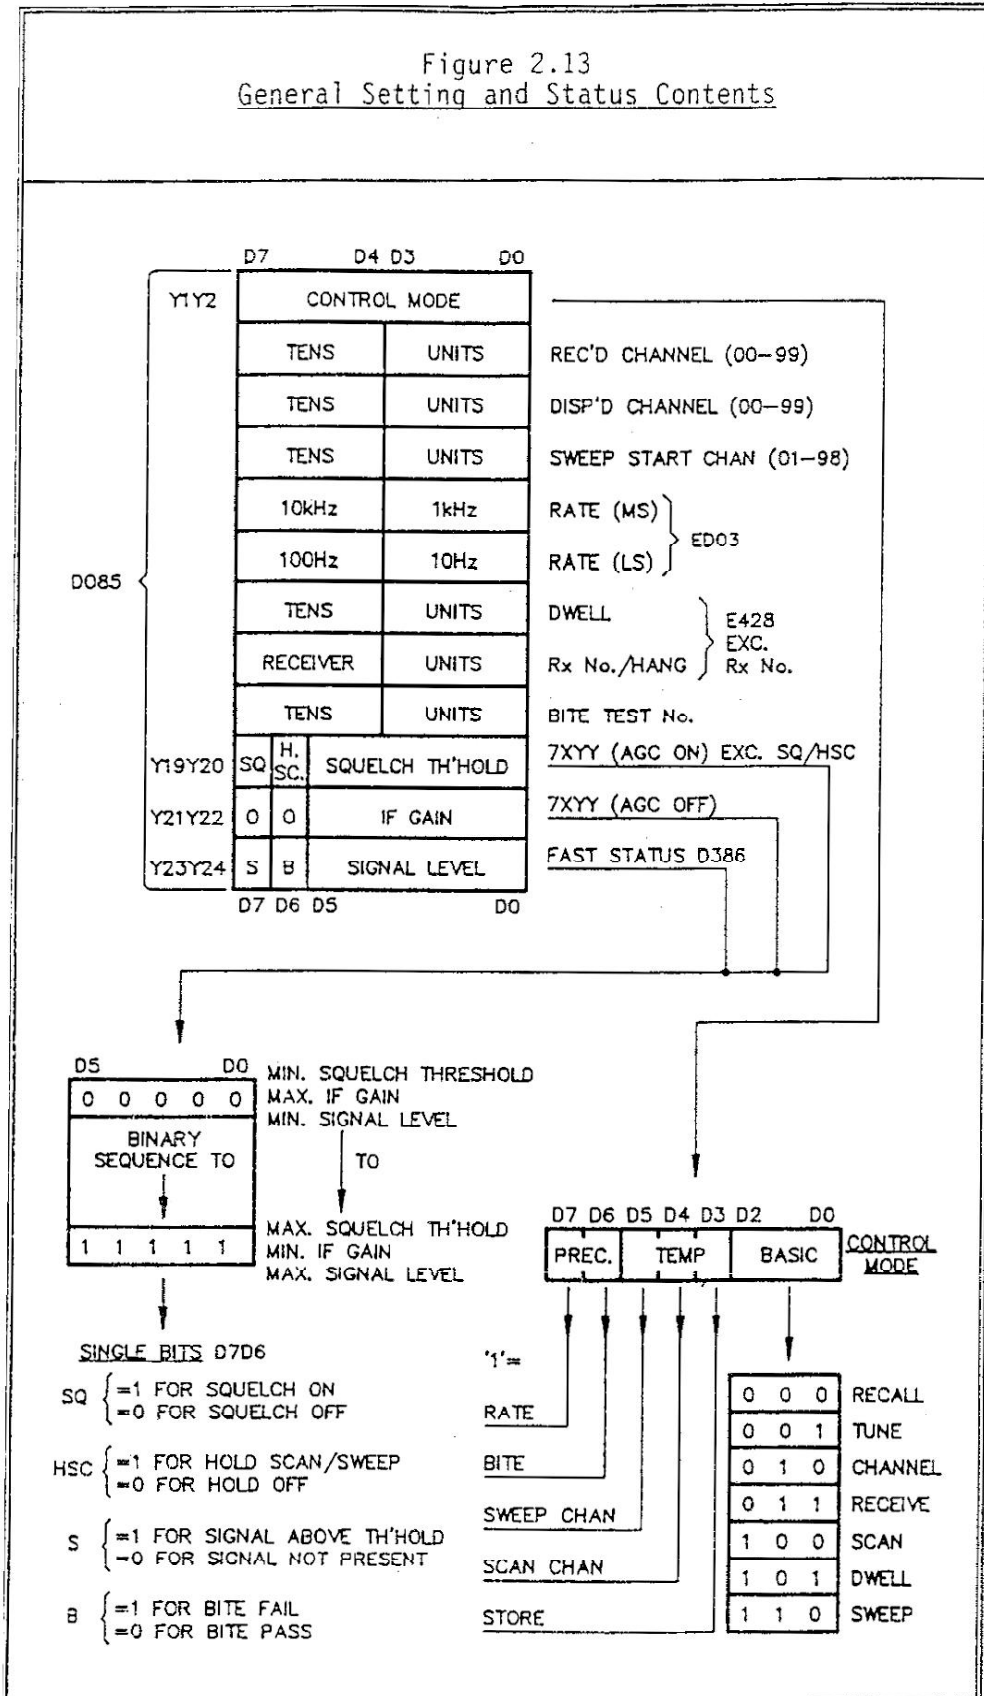 Figure 2.13
General Setting and Status Contents
D7 D4 D3 D0
Y1Y2 CONTROL MODE
TENS UNITS REC'D CHANNEL (00-99)
TENS UNITS DISP'D CHANNEL (00-99)
TENS UNITS SWEEP START CHAN (01-98)
10kHz 1kHz RATE (MS)
ED03
100Hz 10Hz RATE (LS)
D085
TENS UNITS DWELL
E428
EXC.
Rx No.
RECEIVER UNITS Rx No./HANG
TENS UNITS BITE TEST No.
Y19Y20 SQ H. SC. SQUELCH TH'HOLD 7XYY (AGC ON) EXC. SQ/HSC
Y21Y22 0 0 IF GAIN 7XYY (AGC OFF)
Y23Y24 S B SIGNAL LEVEL FAST STATUS D386
D7 D6 D5 D0
D5 D0
0 0 0 0 0
MIN. SQUELCH THRESHOLD
MAX. IF GAIN
MIN. SIGNAL LEVEL
BINARY
SEQUENCE TO
TO
1 1 1 1 1
MAX. SQUELCH TH'HOLD
MIN. IF GAIN
MAX. SIGNAL LEVEL
SINGLE BITS D7D6
SQ
=1 FOR SQUELCH ON
=0 FOR SQUELCH OFF
HSC
=1 FOR HOLD SCAN/SWEEP
=0 FOR HOLD OFF
S
=1 FOR SIGNAL ABOVE TH'HOLD
=0 FOR SIGNAL NOT PRESENT
B
=1 FOR BITE FAIL
=0 FOR BITE PASS
D7 D6 D5 D4 D3 D2 D0
PREC. TEMP BASIC
CONTROL
MODE
'1'=
RATE
BITE
SWEEP CHAN
SCAN CHAN
STORE
0 0 0 RECALL
0 0 1 TUNE
0 1 0 CHANNEL
0 1 1 RECEIVE
1 0 0 SCAN
1 0 1 DWELL
1 1 0 SWEEP